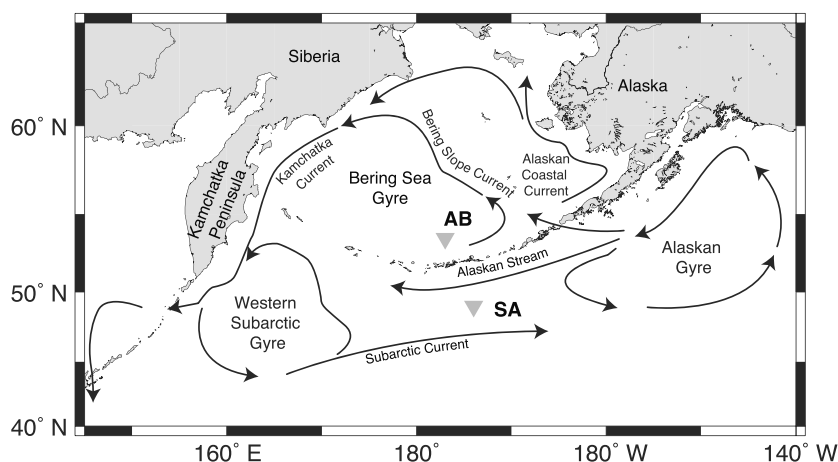 Siberia
Alaska
60° N
50° N
40° N
Kamchatka
Peninsula
Kamchatka
Current
Bering Slope Current
Bering Sea
Gyre
Alaskan
Coastal
Current
AB
Alaskan Stream
Alaskan
Gyre
SA
Western
Subarctic
Gyre
Subarctic Current
160° E
180°
180° W
140° W